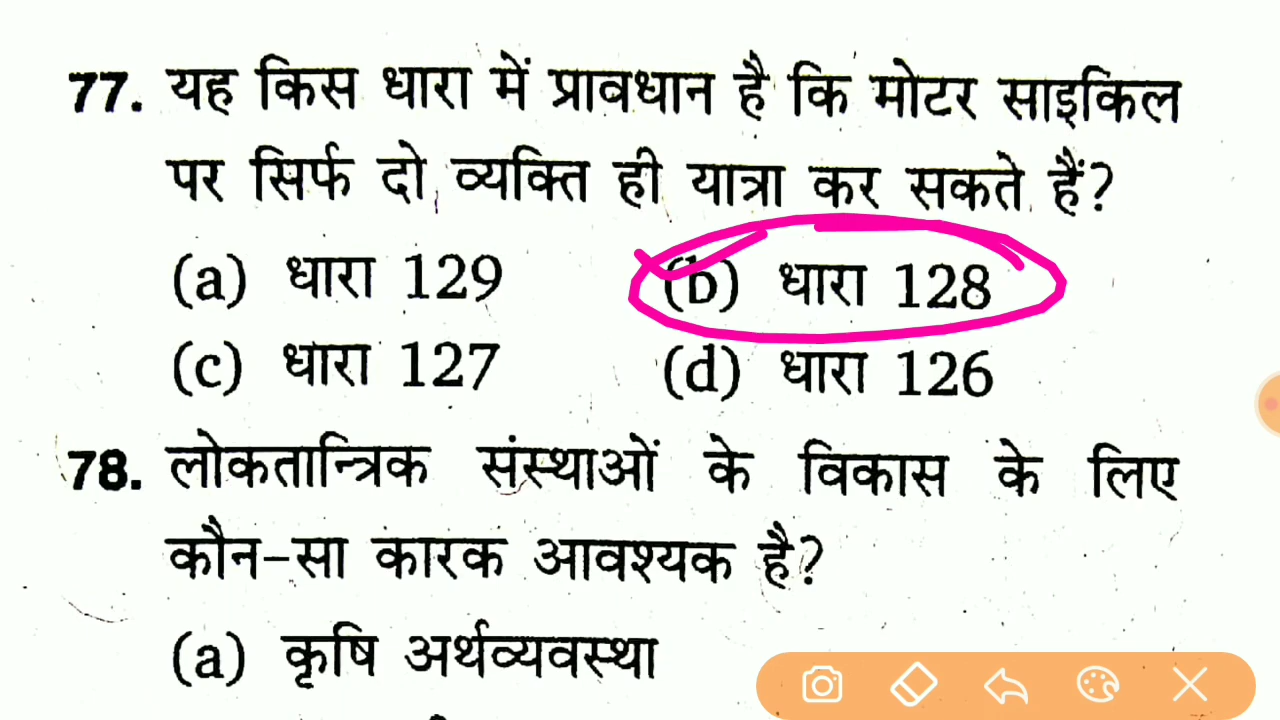 77. यह किस धारा में प्रावधान है कि मोटर साइकिल
पर सिर्फ दो व्यक्ति ही यात्रा कर सकते हैं?
(a) धारा 129 (b) धारा 128
(c) धारा 127 (d) धारा 126
78. लोकतान्त्रिक संस्थाओं के विकास के लिए
कौन-सा कारक आवश्यक है?
(a) कृषि अर्थव्यवस्था